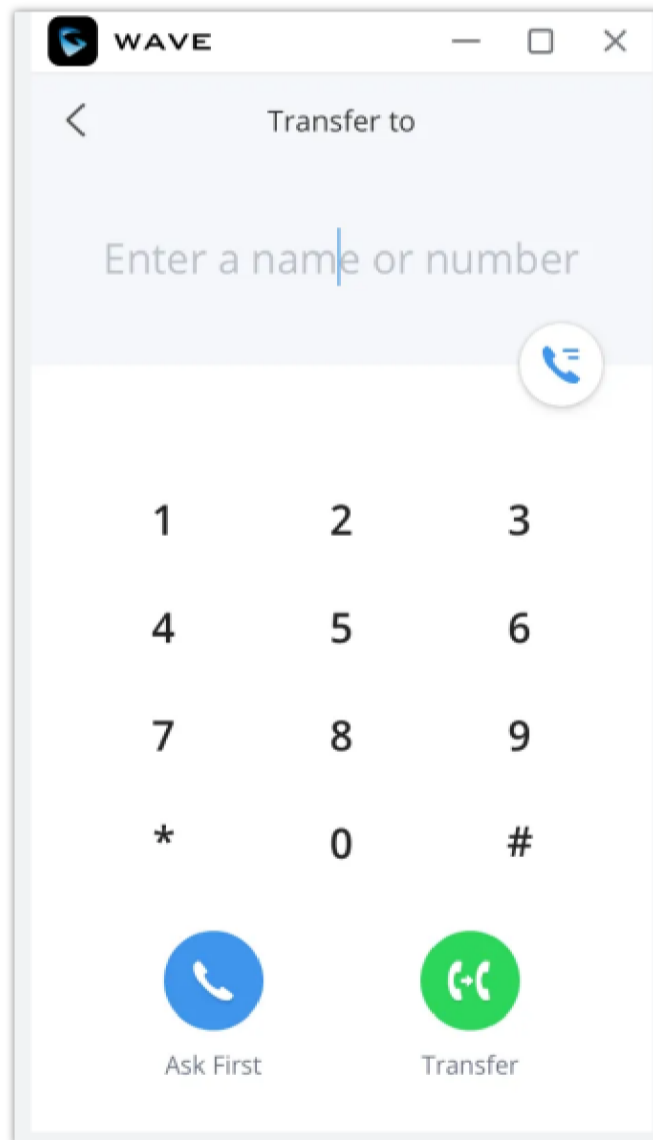 WAVE
Transfer to
Enter a name or number
1 2 3
4 5 6
7 8 9
* 0 #
Ask First Transfer